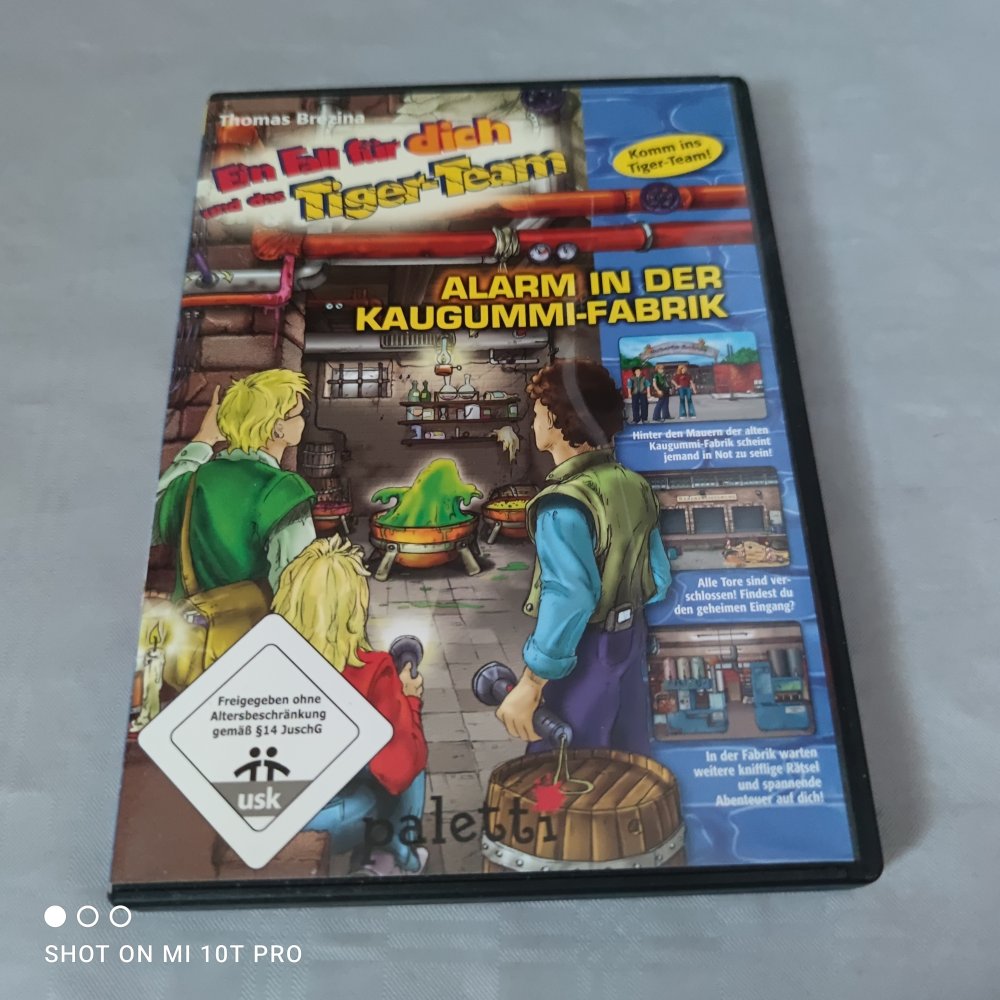 Thomas Brezina
Ein Fall für dich
und das Tiger-Team
Komm ins
Tiger-Team!
ALARM IN DER
KAUGUMMI-FABRIK
Hinter den Mauern der alten
Kaugummi-Fabrik scheint
jemand in Not zu sein!
Alle Tore sind ver-
schlossen! Findest du
den geheimen Eingang?
In der Fabrik warten
weitere knifflige Rätsel
und spannende
Abenteuer auf dich!
Freigegeben ohne
Altersbeschränkung
gemäß §14 JuschG
usk
paletti
SHOT ON MI 10T PRO